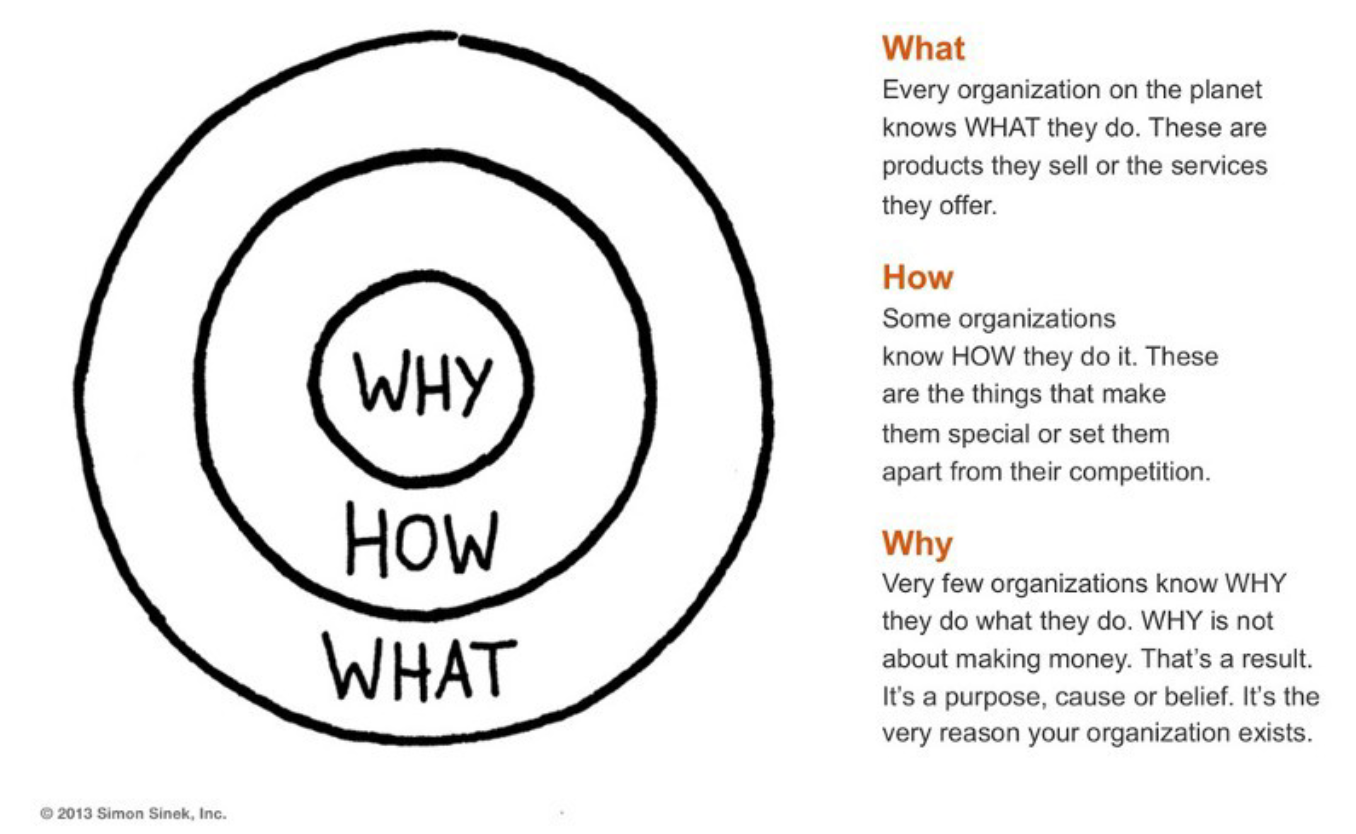 WHY
HOW
WHAT
What
Every organization on the planet
knows WHAT they do. These are
products they sell or the services
they offer.
How
Some organizations
know HOW they do it. These
are the things that make
them special or set them
apart from their competition.
Why
Very few organizations know WHY
they do what they do. WHY is not
about making money. That’s a result.
It’s a purpose, cause or belief. It’s the
very reason your organization exists.
© 2013 Simon Sinek, Inc.